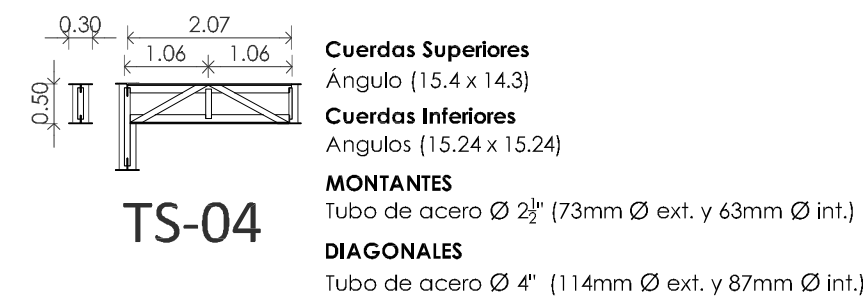 0.30
2.07
1.06
1.06
0.50
TS-04
Cuerdas Superiores
Ángulo (15.4 x 14.3)
Cuerdas Inferiores
Angulos (15.24 x 15.24)
MONTANTES
Tubo de acero Ø 2½" (73mm Ø ext. y 63mm Ø int.)
DIAGONALES
Tubo de acero Ø 4" (114mm Ø ext. y 87mm Ø int.)